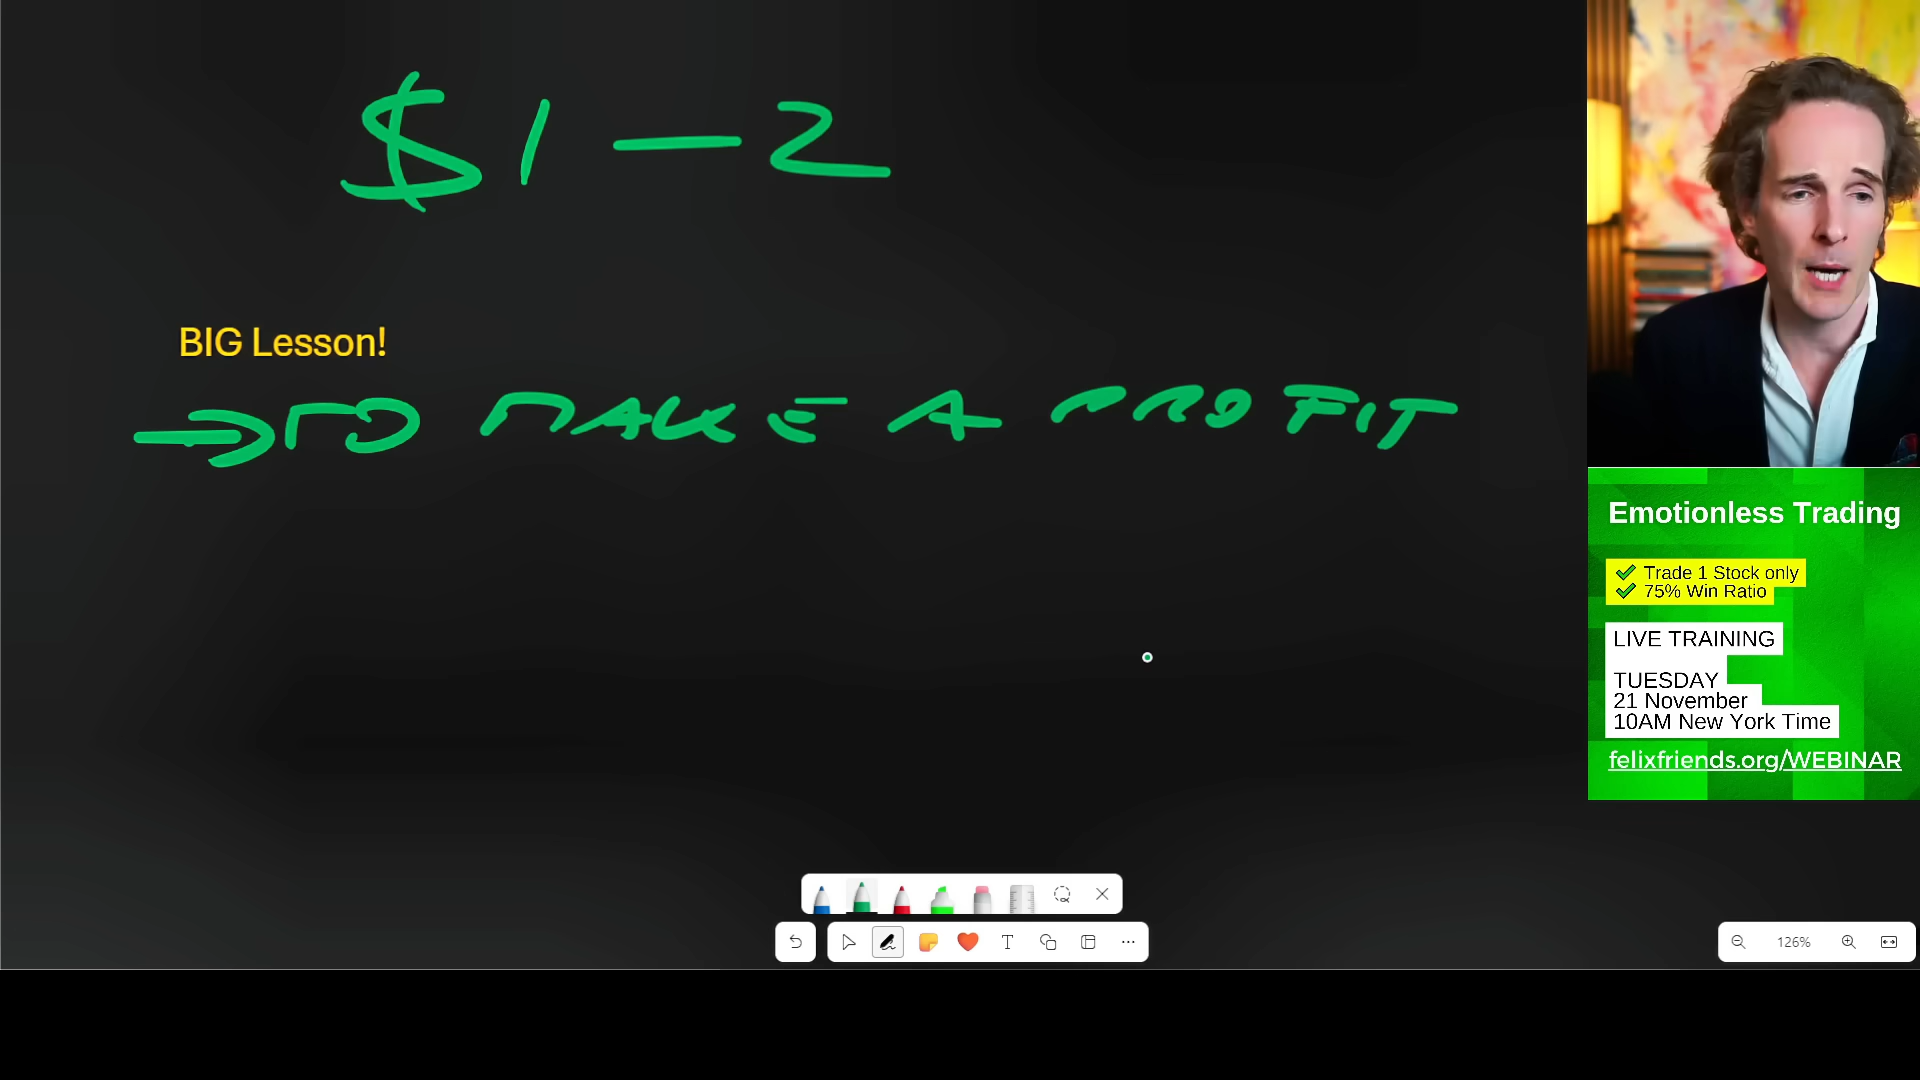 $1-2
BIG Lesson!
→ TO MAKE A PROFIT
Emotionless Trading
✔ Trade 1 Stock only
✔ 75% Win Ratio
LIVE TRAINING
TUESDAY
21 November
10AM New York Time
felixfriends.org/WEBINAR
T
126%